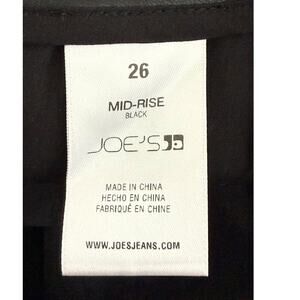 26
MID-RISE
BLACK
JOE'S
MADE IN CHINA
HECHO EN CHINA
FABRIQUÉ EN CHINE
WWW.JOESJEANS.COM